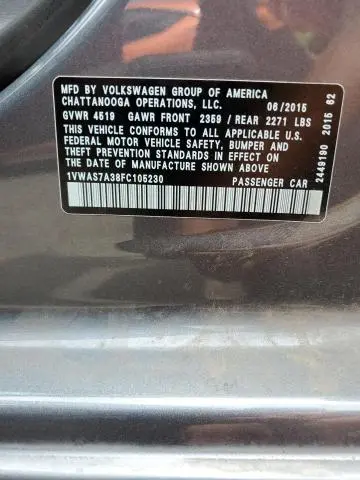 MFD. BY VOLKSWAGEN GROUP OF AMERICA
CHATTANOOGA OPERATIONS, LLC. 06/2015
GVWR 4519 GAWR FRONT 2359 / REAR 2271 LBS
THIS VEHICLE CONFORMS TO ALL APPLICABLE U.S.
FEDERAL MOTOR VEHICLE SAFETY, BUMPER, AND
THEFT PREVENTION STANDARDS IN EFFECT ON
THE DATE OF MANUFACTURE SHOWN ABOVE
1VWAS7A38FC105230 PASSENGER CAR
2449190 2015 62